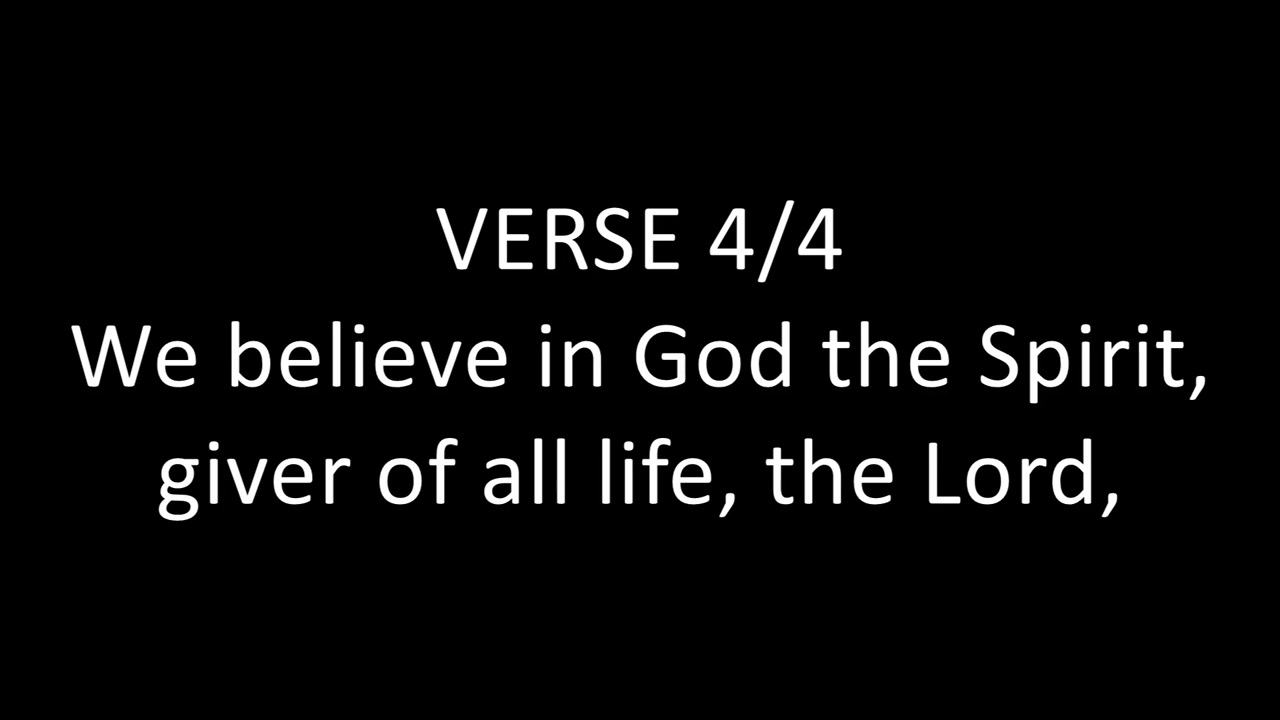 VERSE 4/4
We believe in God the Spirit,
giver of all life, the Lord,